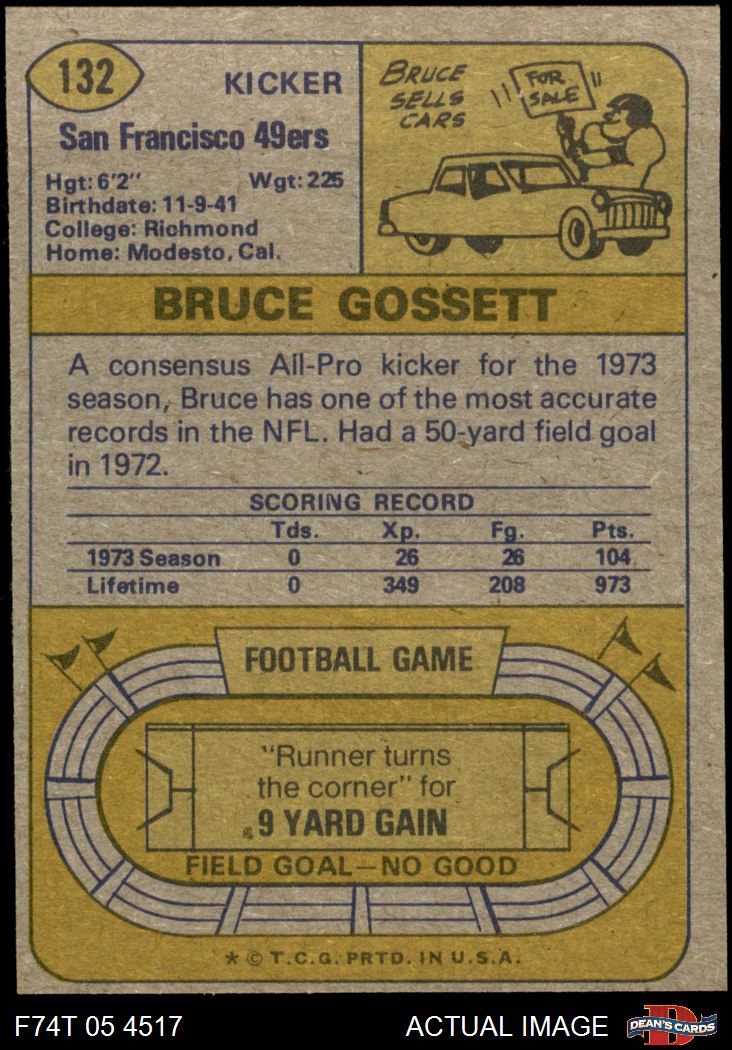 132
KICKER
San Francisco 49ers
Hgt: 6'2" Wgt: 225
Birthdate: 11-9-41
College: Richmond
Home: Modesto, Cal.
BRUCE
SELLS
CARS
FOR
SALE
BRUCE GOSSETT
A consensus All-Pro kicker for the 1973
season, Bruce has one of the most accurate
records in the NFL. Had a 50-yard field goal
in 1972.
SCORING RECORD
Tds. Xp. Fg. Pts.
1973 Season 0 26 26 104
Lifetime 0 349 208 973
FOOTBALL GAME
"Runner turns
the corner" for
9 YARD GAIN
FIELD GOAL—NO GOOD
* © T.C.G. PRTD. IN U.S.A.
F74T 05 4517 ACTUAL IMAGE
D
DEAN'S CARDS